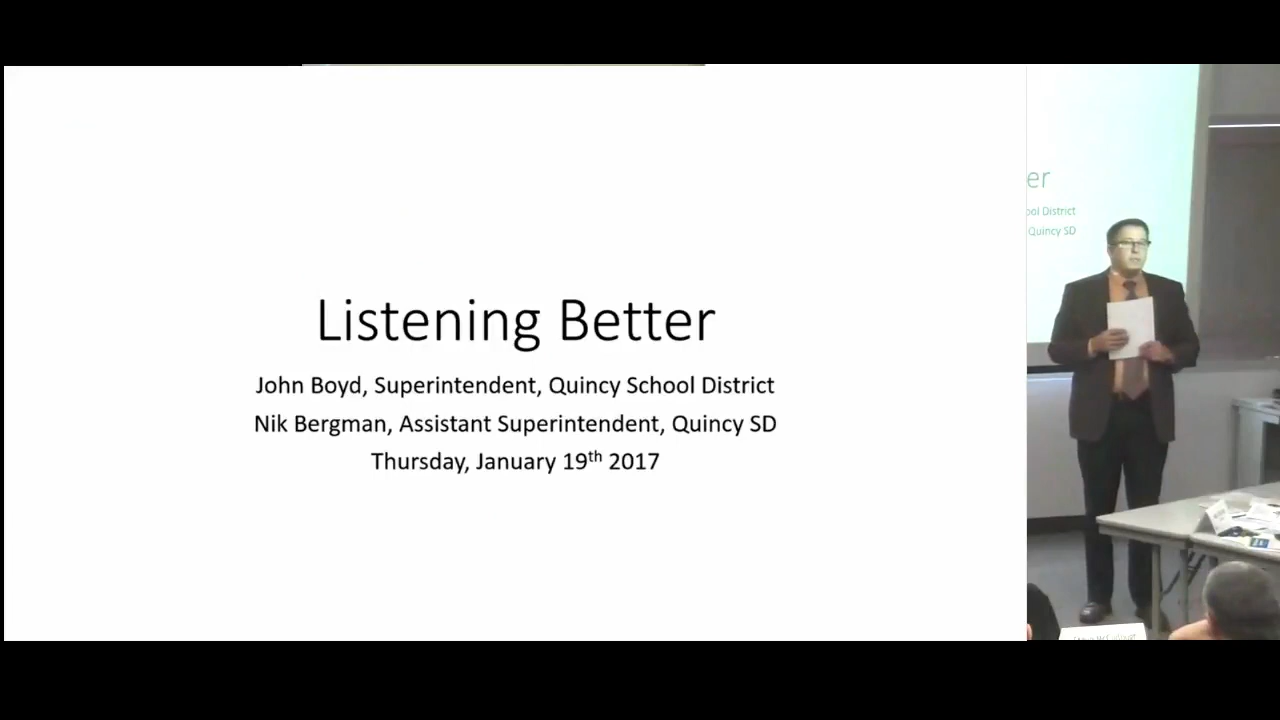 Listening Better
John Boyd, Superintendent, Quincy School District
Nik Bergman, Assistant Superintendent, Quincy SD
Thursday, January 19th 2017
er
ool District
Quincy SD